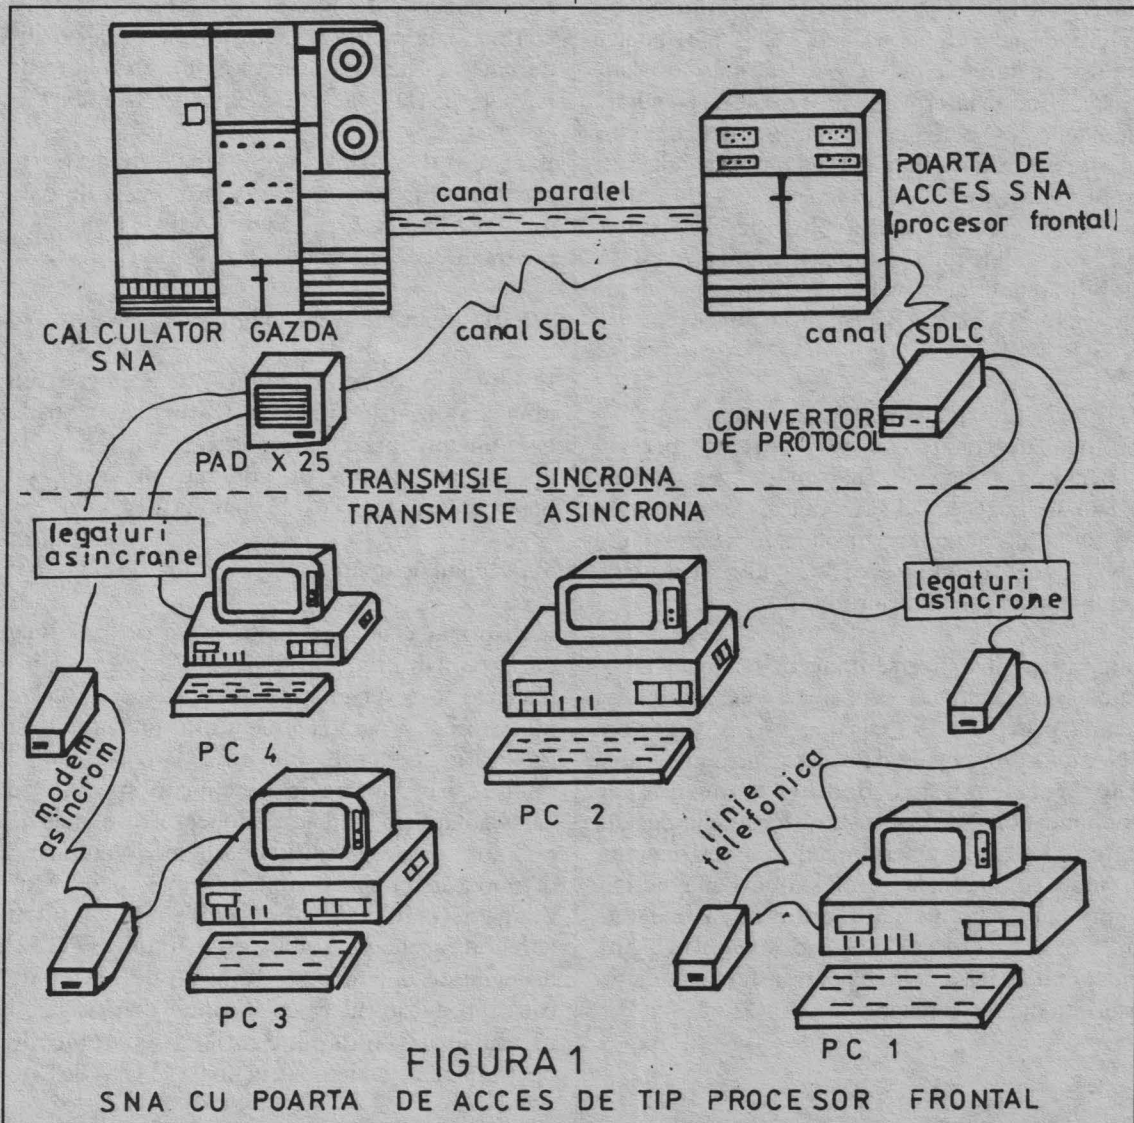 canal paralel
POARTA DE
ACCES SNA
(procesor frontal)
CALCULATOR GAZDA
SNA
canal SDLC
canal SDLC
CONVERTOR
DE PROTOCOL
PAD X 25
TRANSMISIE SINCRONA
TRANSMISIE ASINCRONA
legaturi
asincrone
legaturi
asincrone
PC 4
modem
asincrom
PC 2
linie
telefonica
PC 3
PC 1
FIGURA 1
SNA CU POARTA DE ACCES DE TIP PROCESOR FRONTAL